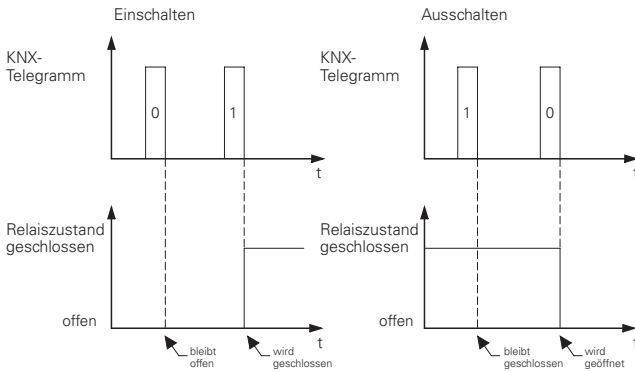 Einschalten
KNX-
Telegramm
0
1
t
Relaiszustand
geschlossen
offen
t
bleibt
offen
wird
geschlossen
Ausschalten
KNX-
Telegramm
1
0
t
Relaiszustand
geschlossen
offen
t
bleibt
geschlossen
wird
geöffnet